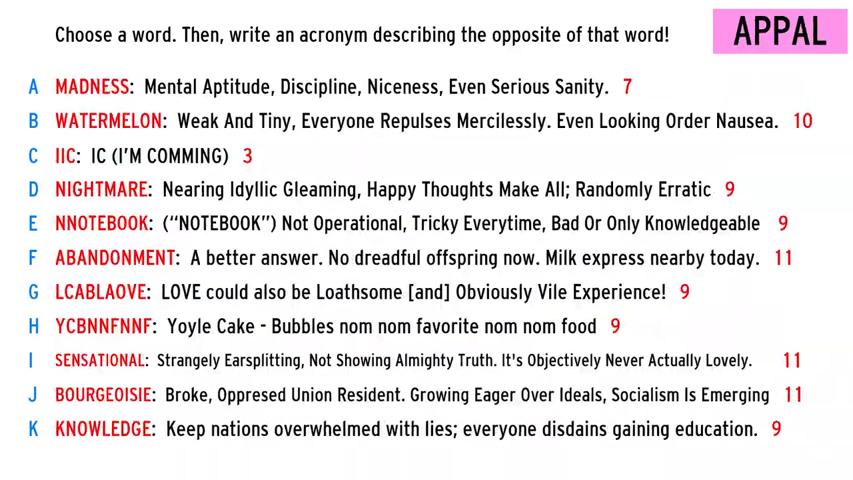 Choose a word. Then, write an acronym describing the opposite of that word!
APPAL
A MADNESS: Mental Aptitude, Discipline, Niceness, Even Serious Sanity. 7
B WATERMELON: Weak And Tiny, Everyone Repulses Mercilessly. Even Looking Order Nausea. 10
C IIC: IC (I'M COMMING) 3
D NIGHTMARE: Nearing Idyllic Gleaming, Happy Thoughts Make All; Randomly Erratic 9
E NNOTEBOOK: (“NOTEBOOK”) Not Operational, Tricky Everytime, Bad Or Only Knowledgeable 9
F ABANDONMENT: A better answer. No dreadful offspring now. Milk express nearby today. 11
G LCABLAOVE: LOVE could also be Loathsome [and] Obviously Vile Experience! 9
H YCBNNFNNF: Yoyle Cake - Bubbles nom nom favorite nom nom food 9
I SENSATIONAL: Strangely Earsplitting, Not Showing Almighty Truth. It's Objectively Never Actually Lovely. 11
J BOURGEOISIE: Broke, Oppresed Union Resident. Growing Eager Over Ideals, Socialism Is Emerging 11
K KNOWLEDGE: Keep nations overwhelmed with lies; everyone disdains gaining education. 9